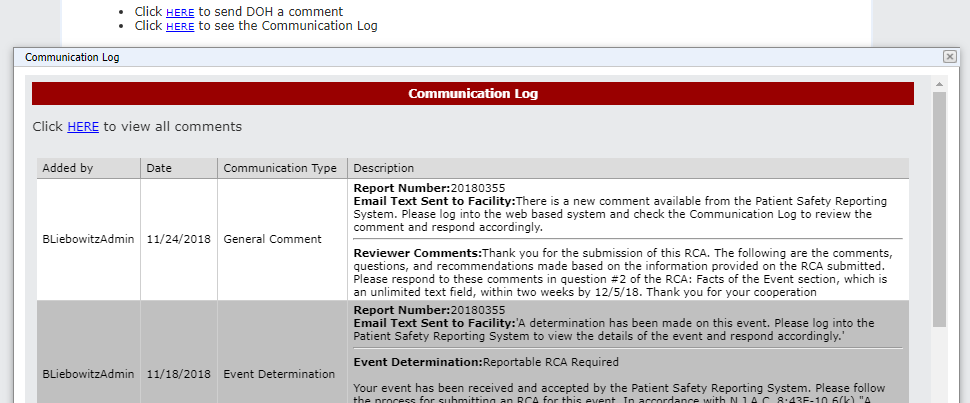 Click HERE to send DOH a comment
Click HERE to see the Communication Log
Communication Log
Communication Log
Click HERE to view all comments
Added by Date Communication Type Description
Report Number:20180355
Email Text Sent to Facility:There is a new comment available from the Patient Safety Reporting
System. Please log into the web based system and check the Communication Log to review the
comment and respond accordingly.
BLiebowitzAdmin 11/24/2018 General Comment
Reviewer Comments:Thank you for the submission of this RCA. The following are the comments,
questions, and recommendations made based on the information provided on the RCA submitted.
Please respond to these comments in question #2 of the RCA: Facts of the Event section, which is
an unlimited text field, within two weeks by 12/5/18. Thank you for your cooperation
Report Number:20180355
Email Text Sent to Facility:'A determination has been made on this event. Please log into the
Patient Safety Reporting System to view the details of the event and respond accordingly.'
Event Determination:Reportable RCA Required
BLiebowitzAdmin 11/18/2018 Event Determination
Your event has been received and accepted by the Patient Safety Reporting System. Please follow
the process for submitting an RCA for this event. In accordance with N.J.A.C. 8:43E-10.6(k) "A